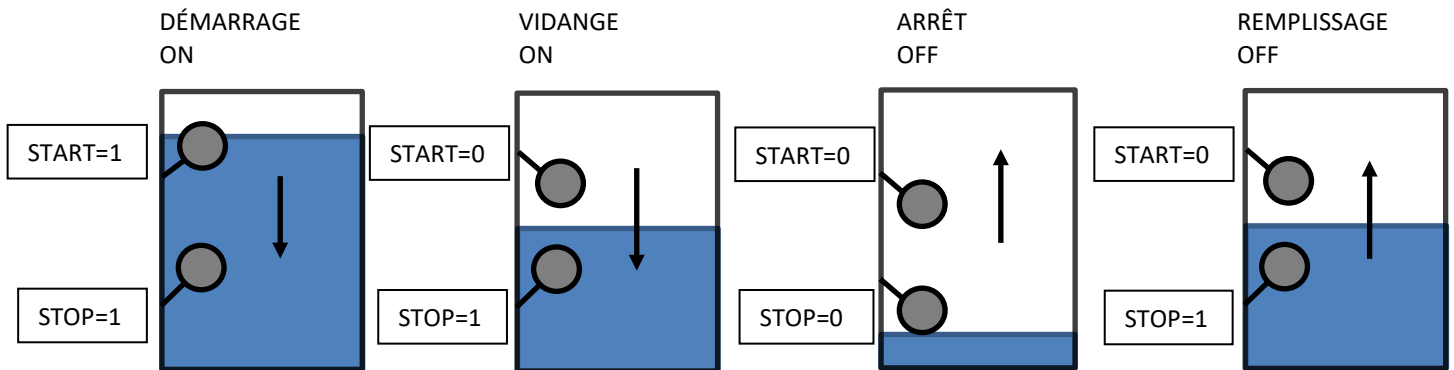 DÉMARRAGE
ON
START=1
STOP=1
VIDANGE
ON
START=0
STOP=1
ARRÊT
OFF
START=0
STOP=0
REMPLISSAGE
OFF
START=0
STOP=1